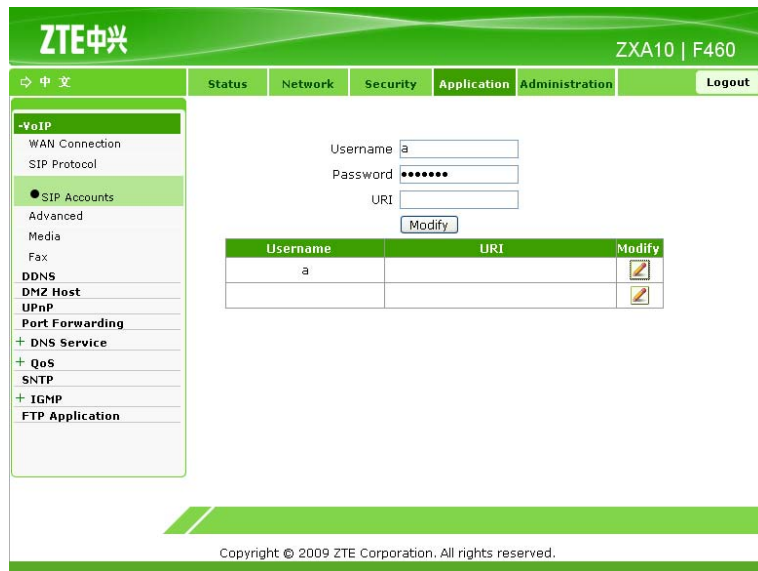 ZTE中兴
ZXA10 | F460
中 文
Status Network Security Application Administration Logout
-VoIP
WAN Connection
SIP Protocol
SIP Accounts
Advanced
Media
Fax
DDNS
DMZ Host
UPnP
Port Forwarding
+ DNS Service
+ QoS
SNTP
+ IGMP
FTP Application
Username a
Password •••••••
URI
Modify
Username URI Modify
a
Copyright © 2009 ZTE Corporation. All rights reserved.